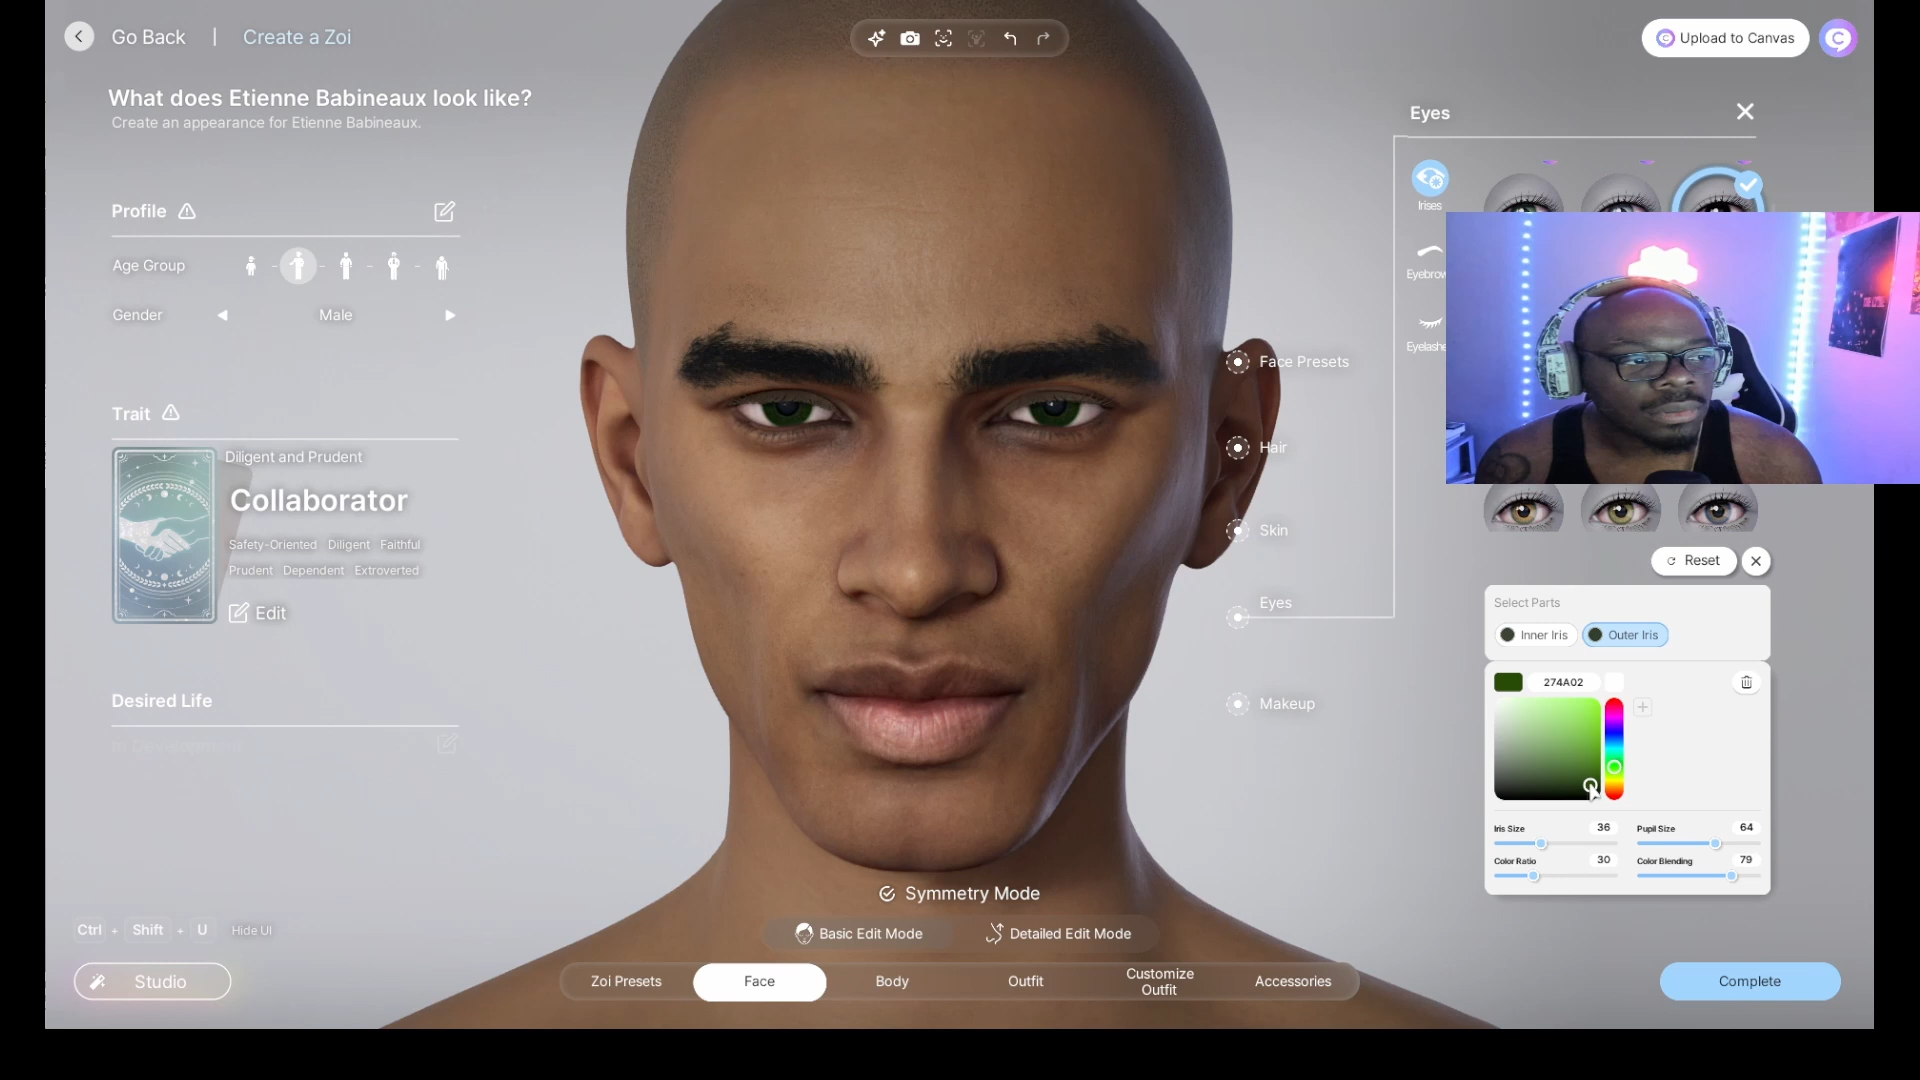 Go Back | Create a Zoi
Upload to Canvas
What does Etienne Babineaux look like?
Create an appearance for Etienne Babineaux.
Profile
Age Group
Gender
Male
Trait
Diligent and Prudent
Collaborator
Safety-Oriented Diligent Faithful
Prudent Dependent Extroverted
Edit
Desired Life
Ctrl + Shift + U Hide UI
Studio
Face Presets
Hair
Skin
Eyes
Makeup
Eyes
Irises
Eyebrow
Eyelashe
Reset
Select Parts
Inner Iris
Outer Iris
274A02
Iris Size 36
Pupil Size 64
Color Ratio 30
Color Blending 79
Symmetry Mode
Basic Edit Mode
Detailed Edit Mode
Zoi Presets
Face
Body
Outfit
Customize
Outfit
Accessories
Complete